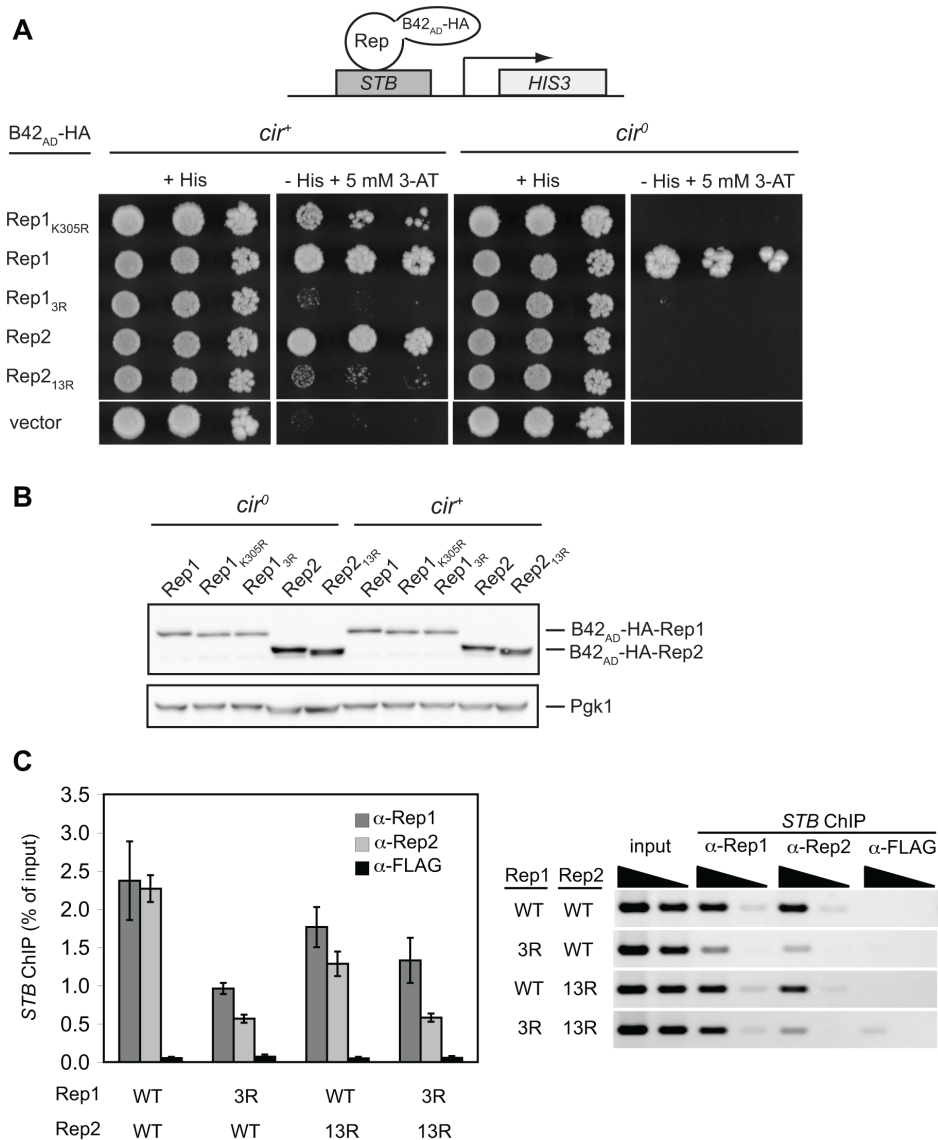 A
B42AD-HA
Rep
STB
HIS3
B42AD-HA
cir+
cir0
+ His
- His + 5 mM 3-AT
+ His
- His + 5 mM 3-AT
Rep1K305R
Rep1
Rep13R
Rep2
Rep213R
vector
B
cir0
cir+
Rep1
Rep1K305R
Rep13R
Rep2
Rep213R
Rep1
Rep1K305R
Rep13R
Rep2
Rep213R
B42AD-HA-Rep1
B42AD-HA-Rep2
Pgk1
C
STB ChIP (% of input)
3.5
3.0
2.5
2.0
1.5
1.0
0.5
0.0
α-Rep1
α-Rep2
α-FLAG
Rep1 WT 3R WT 3R
Rep2 WT WT 13R 13R
STB ChIP
input α-Rep1 α-Rep2 α-FLAG
Rep1 Rep2
WT WT
3R WT
WT 13R
3R 13R